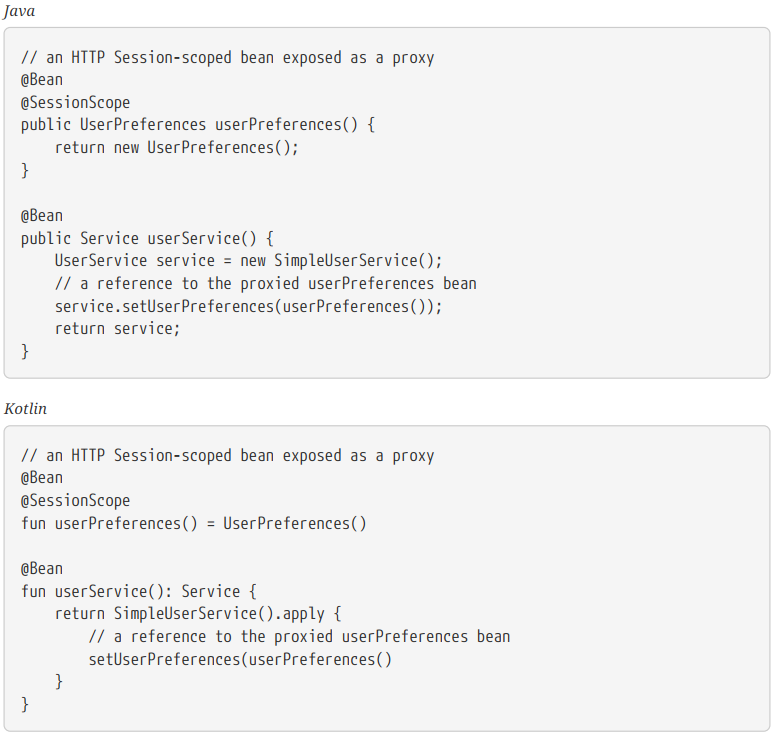 Java
// an HTTP Session-scoped bean exposed as a proxy
@Bean
@SessionScope
public UserPreferences userPreferences() {
    return new UserPreferences();
}

@Bean
public Service userService() {
    UserService service = new SimpleUserService();
    // a reference to the proxied userPreferences bean
    service.setUserPreferences(userPreferences());
    return service;
}
Kotlin
// an HTTP Session-scoped bean exposed as a proxy
@Bean
@SessionScope
fun userPreferences() = UserPreferences()

@Bean
fun userService(): Service {
    return SimpleUserService().apply {
        // a reference to the proxied userPreferences bean
        setUserPreferences(userPreferences()
    }
}